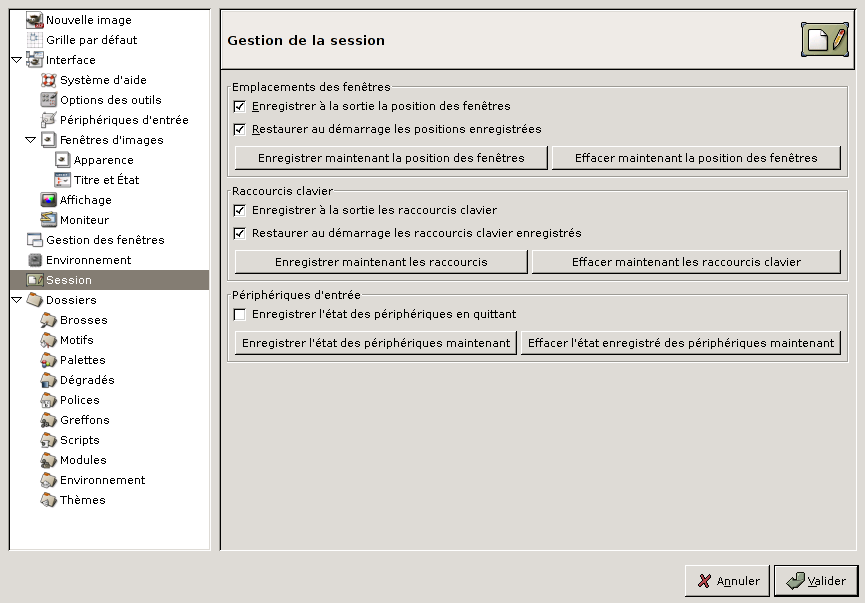 Nouvelle image
Grille par défaut
Interface
Système d'aide
Options des outils
Périphériques d'entrée
Fenêtres d'images
Apparence
Titre et État
Affichage
Moniteur
Gestion des fenêtres
Environnement
Session
Dossiers
Brosses
Motifs
Palettes
Dégradés
Polices
Greffons
Scripts
Modules
Environnement
Thèmes
Gestion de la session
Emplacements des fenêtres
Enregistrer à la sortie la position des fenêtres
Restaurer au démarrage les positions enregistrées
Enregistrer maintenant la position des fenêtres Effacer maintenant la position des fenêtres
Raccourcis clavier
Enregistrer à la sortie les raccourcis clavier
Restaurer au démarrage les raccourcis clavier enregistrés
Enregistrer maintenant les raccourcis Effacer maintenant les raccourcis clavier
Périphériques d'entrée
Enregistrer l'état des périphériques en quittant
Enregistrer l'état des périphériques maintenant Effacer l'état enregistré des périphériques maintenant
Annuler Valider